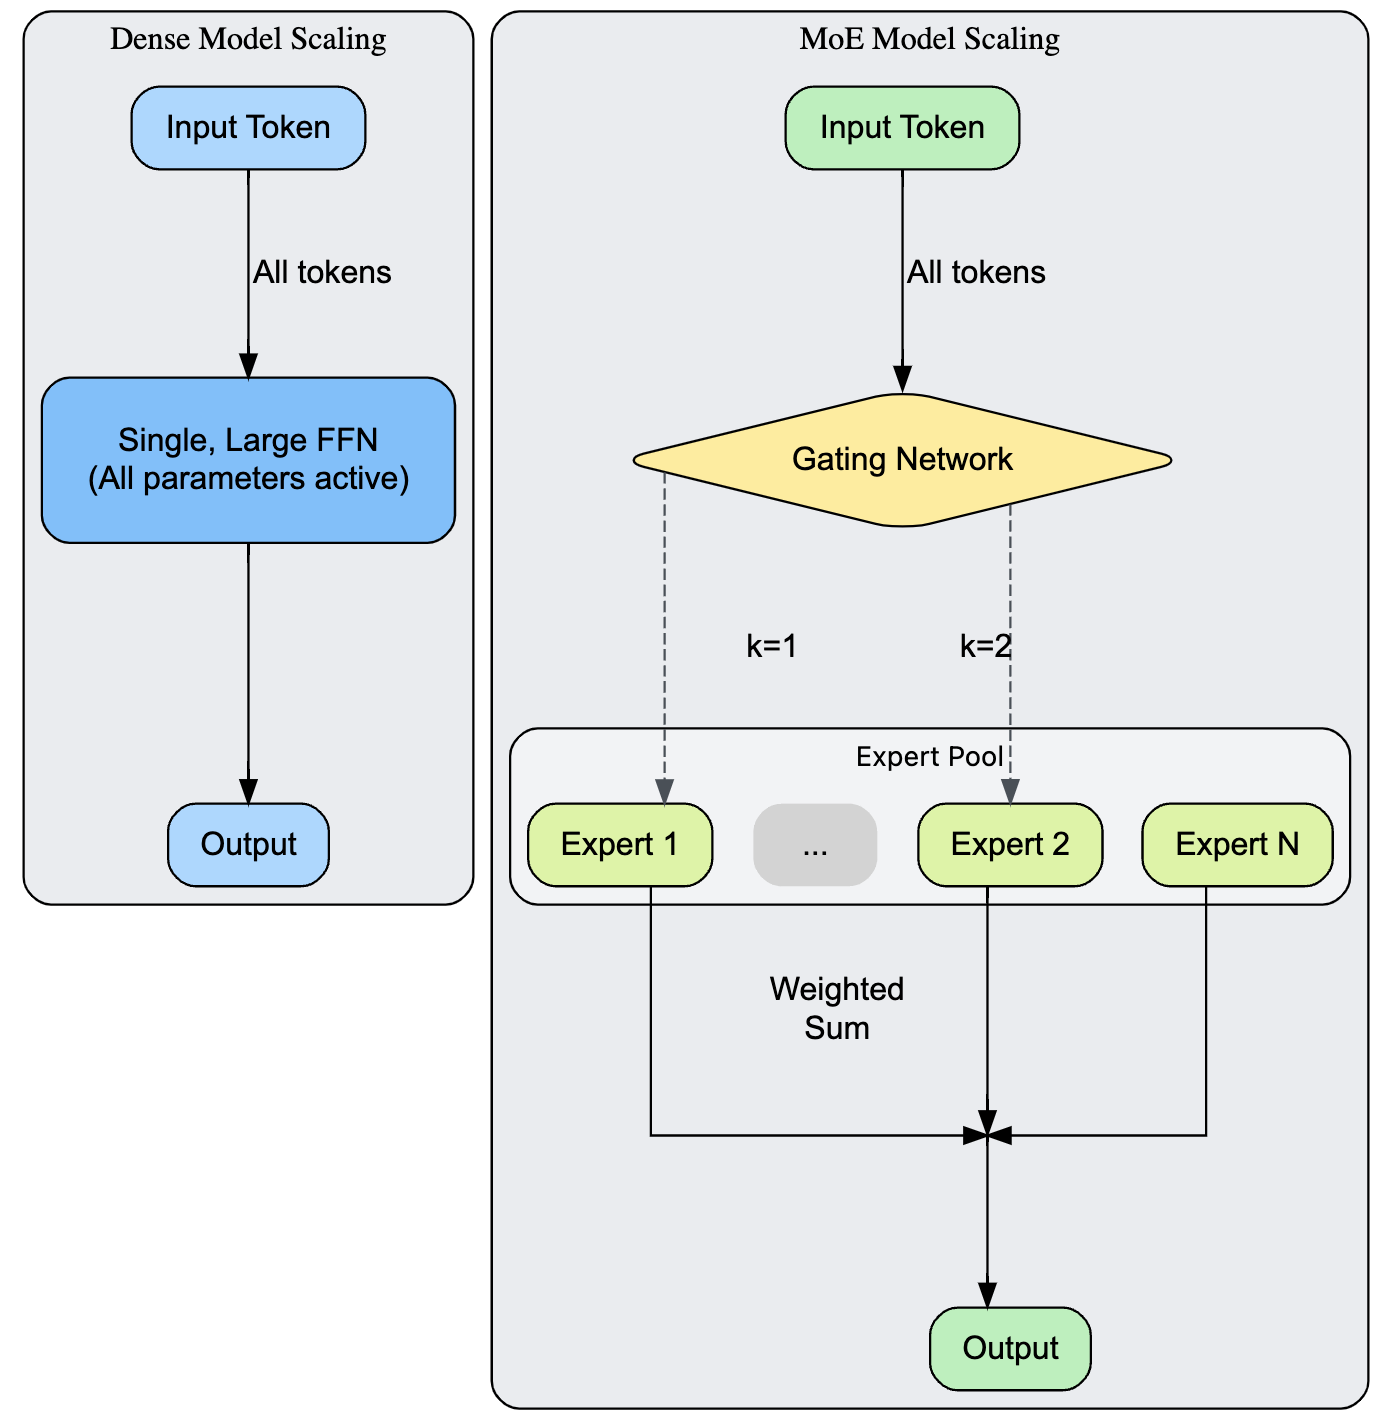 Dense Model Scaling
Input Token
All tokens
Single, Large FFN
(All parameters active)
Output
MoE Model Scaling
Input Token
All tokens
Gating Network
k=1
k=2
Expert Pool
Expert 1
...
Expert 2
Expert N
Weighted
Sum
Output